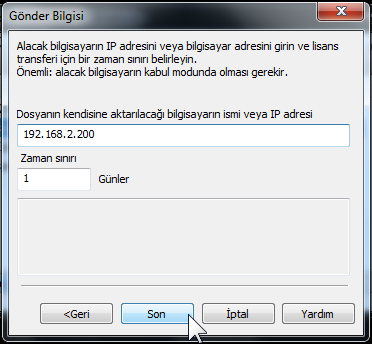 Gönder Bilgisi
Alacak bilgisayarın IP adresini veya bilgisayar adresini girin ve lisans
transferi için bir zaman sınırı belirleyin.
Önemli: alacak bilgisayarın kabul modunda olması gerekir.
Dosyanın kendisine aktarılacağı bilgisayarın ismi veya IP adresi
192.168.2.200
Zaman sınırı
1 Günler
<Geri Son İptal Yardım